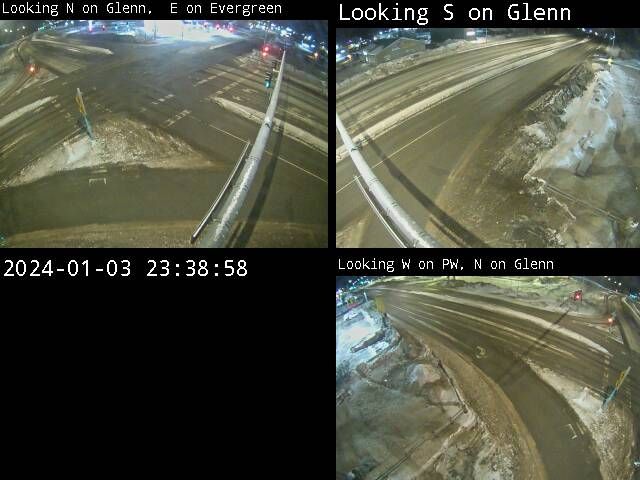 Looking N on Glenn,  E on Evergreen
Looking S on Glenn
2024-01-03 23:38:58
Looking W on PW, N on Glenn